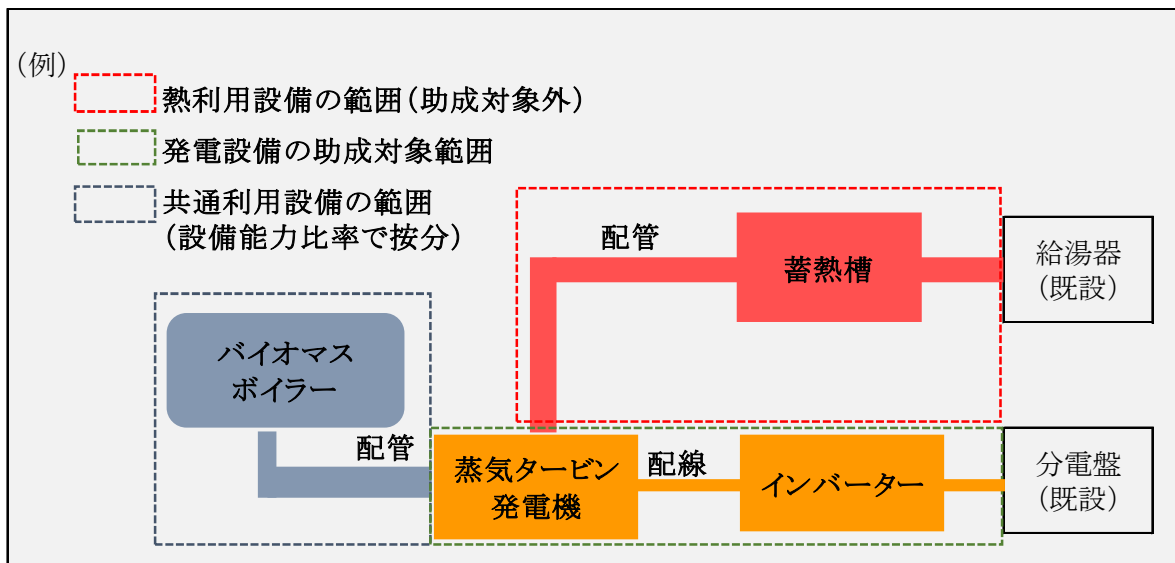 (例)
熱利用設備の範囲(助成対象外)
発電設備の助成対象範囲
共通利用設備の範囲
(設備能力比率で按分)
配管
蓄熱槽
給湯器
(既設)
バイオマス
ボイラー
配管
蒸気タービン
発電機
配線
インバーター
分電盤
(既設)